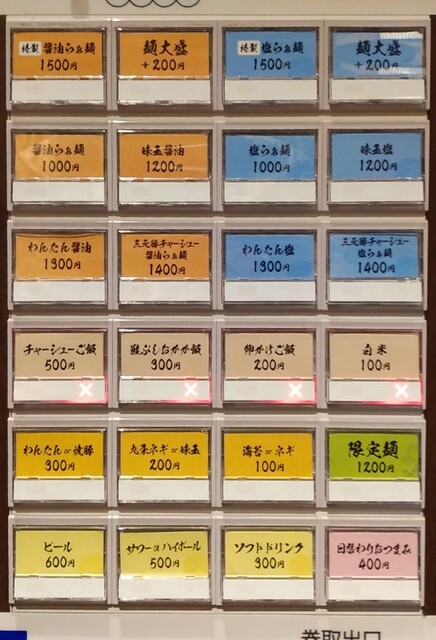 特製 醤油らぁ麺
1500円
麺大盛
+200円
特製 塩らぁ麺
1500円
麺大盛
+200円
醤油らぁ麺
1000円
味玉醤油
1200円
塩らぁ麺
1000円
味玉塩
1200円
わんたん醤油
1300円
三元豚チャーシュー
醤油らぁ麺
1400円
わんたん塩
1300円
三元豚チャーシュー
塩らぁ麺
1400円
チャーシューご飯
500円
鮭ぶしおかか飯
300円
卵かけご飯
200円
白米
100円
わんたんor焼豚
300円
九条ネギor味玉
200円
海苔orネギ
100円
限定麺
1200円
ビール
600円
サワーorハイボール
500円
ソフトドリンク
300円
日替わりおつまみ
400円
券取出口